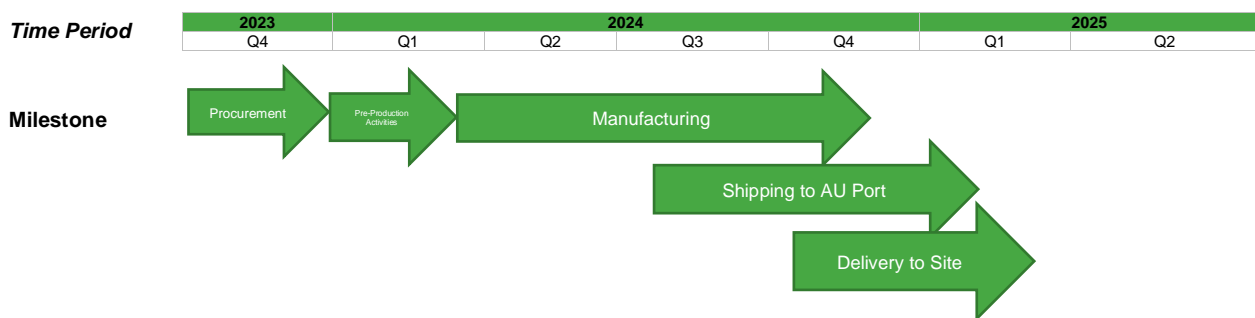 Time Period
2023 2024 2025
Q4 Q1 Q2 Q3 Q4 Q1 Q2
Milestone
Procurement
Pre-Production
Activities
Manufacturing
Shipping to AU Port
Delivery to Site